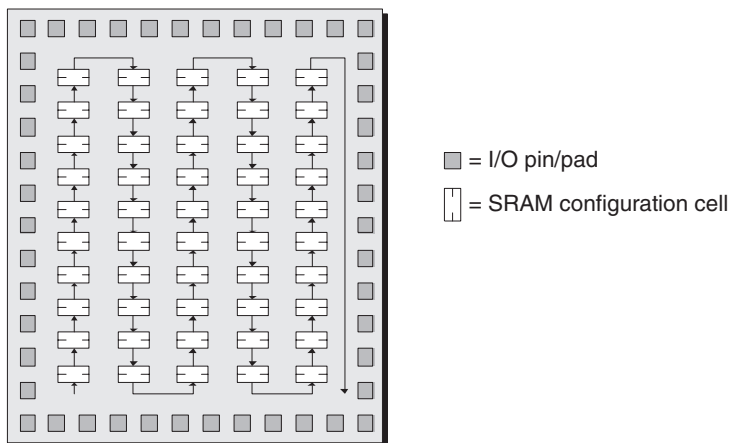 = I/O pin/pad
= SRAM configuration cell